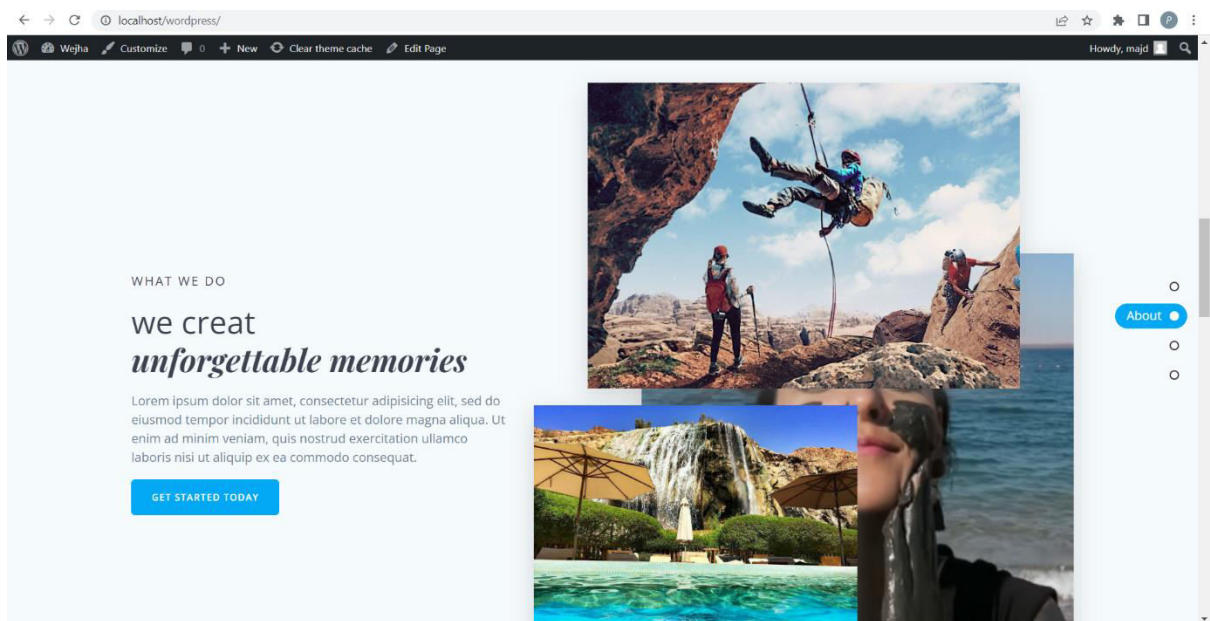 localhost/wordpress/
P
Wejha Customize 0 New Clear theme cache Edit Page Howdy, majd
WHAT WE DO
we creat
unforgettable memories
Lorem ipsum dolor sit amet, consectetur adipisicing elit, sed do
eiusmod tempor incididunt ut labore et dolore magna aliqua. Ut
enim ad minim veniam, quis nostrud exercitation ullamco
laboris nisi ut aliquip ex ea commodo consequat.
GET STARTED TODAY
About